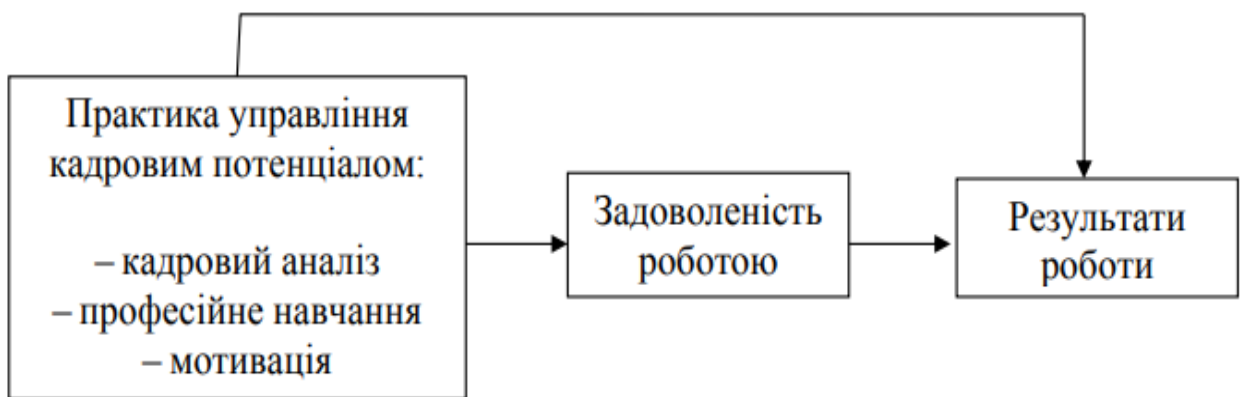 Практика управління
кадровим потенціалом:
– кадровий аналіз
– професійне навчання
– мотивація
Задоволеність
роботою
Результати
роботи